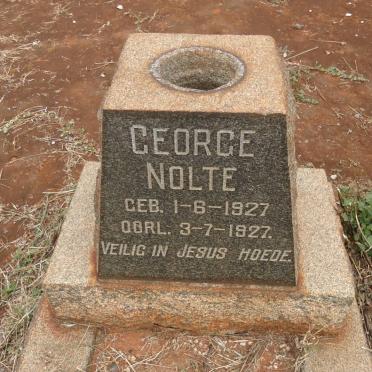 GEORGE
NOLTE
GEB. 1-6-1927
OORL. 3-7-1927.
VEILIG IN JESUS HOEDE.